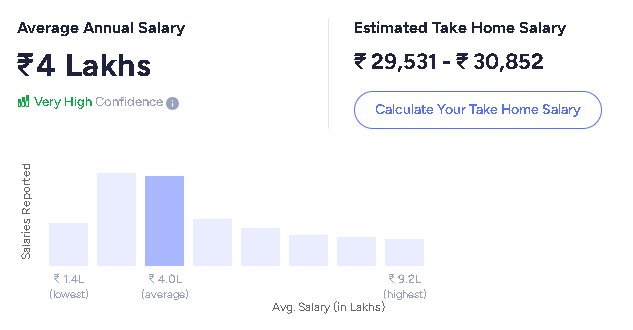 Average Annual Salary
₹4 Lakhs
Very High Confidence
Estimated Take Home Salary
₹ 29,531 - ₹ 30,852
Calculate Your Take Home Salary
Salaries Reported
₹ 1.4L
(lowest)
₹ 4.0L
(average)
₹ 9.2L
(highest)
Avg. Salary (in Lakhs)